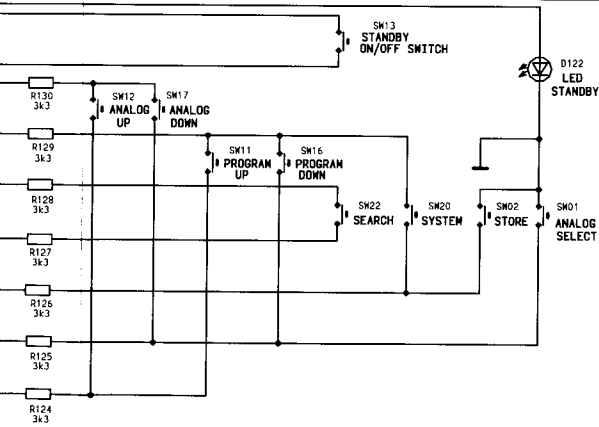 SW13
STANDBY
ON/OFF SWITCH
D122
LED
STANDBY
R130
3k3
SW12
ANALOG
UP
SW17
ANALOG
DOWN
R129
3k3
SW11
PROGRAM
UP
SW16
PROGRAM
DOWN
R128
3k3
SW22
SEARCH
SW20
SYSTEM
SW02
STORE
SW01
ANALOG
SELECT
R127
3k3
R126
3k3
R125
3k3
R124
3k3